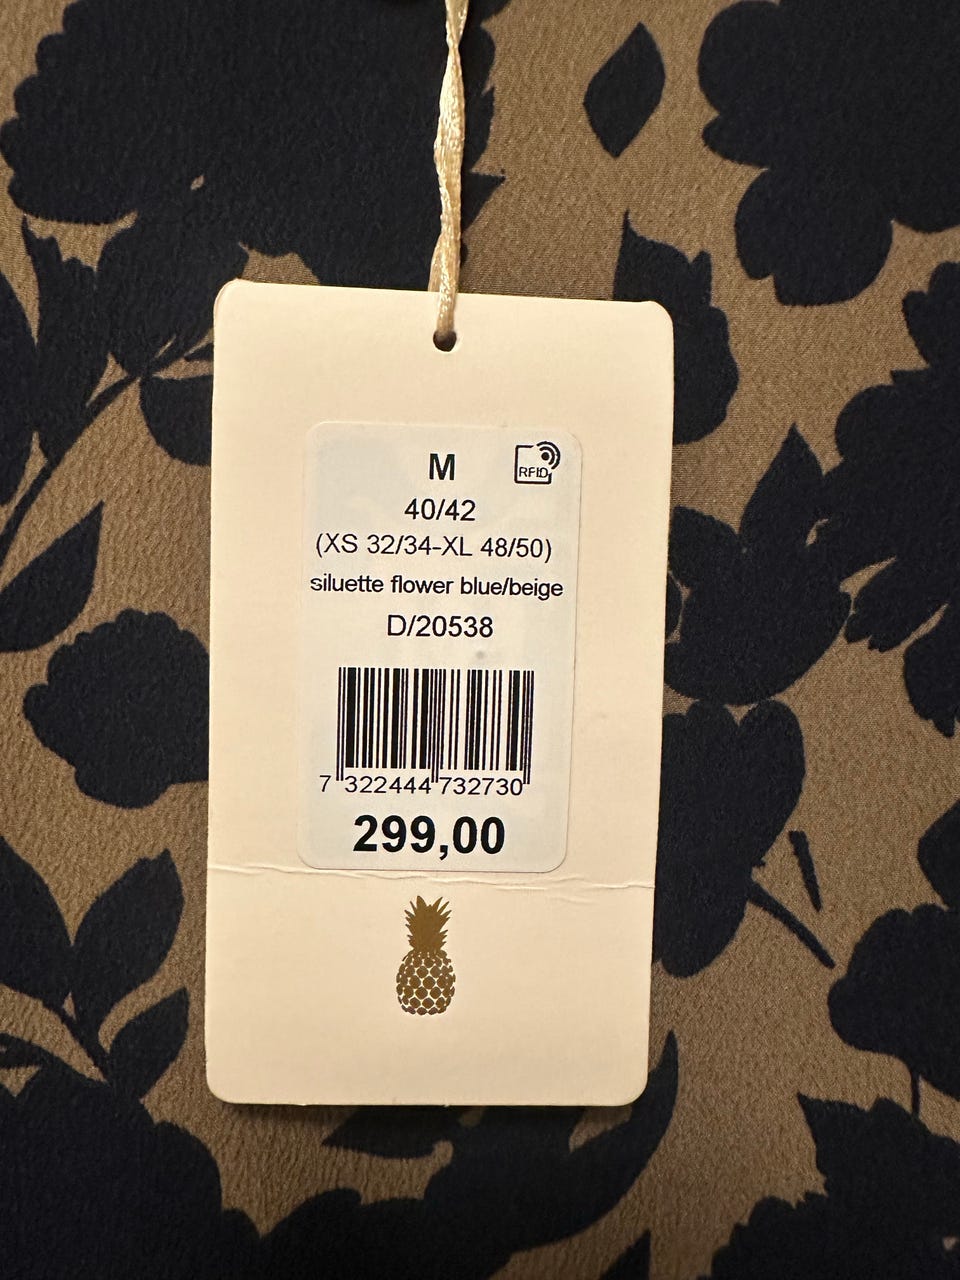 M
RFID
40/42
(XS 32/34-XL 48/50)
siluette flower blue/beige
D/20538
7 322444 732730
299,00